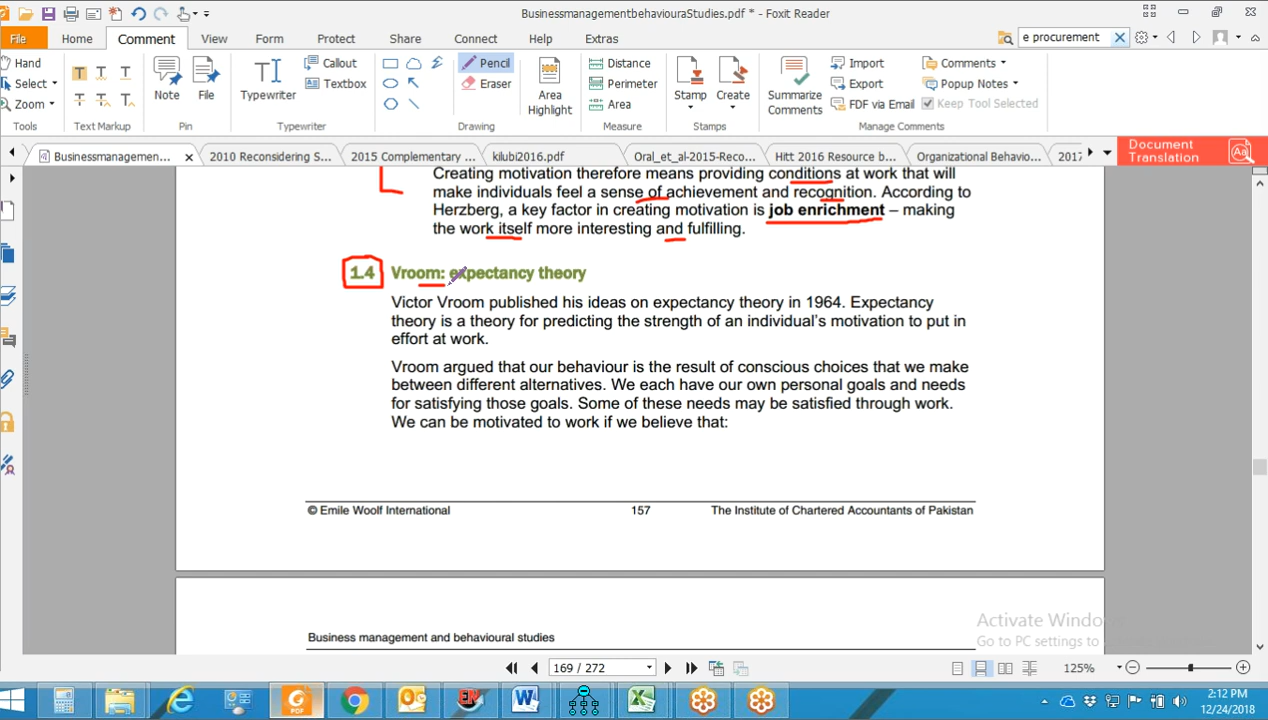 BusinessmanagementbehaviouraStudies.pdf * - Foxit Reader
File Home Comment View Form Protect Share Connect Help Extras
e procurement
Hand
Select
Zoom
Tools
T T T
T T T
Text Markup
Note File
Pin
Typewriter
Callout
Textbox
Typewriter
Pencil
Eraser
Drawing
Area Highlight
Distance
Perimeter
Area
Measure
Stamp Create
Stamps
Summarize Comments
Import
Export
FDF via Email
Comments
Popup Notes
Keep Tool Selected
Manage Comments
Businessmanagemen... 2010 Reconsidering S... 2015 Complementary ... kilubi2016.pdf Oral_et_al-2015-Reco... Hitt 2016 Resource b... Organizational Behavio... 2017
Document Translation
Creating motivation therefore means providing conditions at work that will
make individuals feel a sense of achievement and recognition. According to
Herzberg, a key factor in creating motivation is job enrichment – making
the work itself more interesting and fulfilling.
1.4 Vroom: expectancy theory
Victor Vroom published his ideas on expectancy theory in 1964. Expectancy
theory is a theory for predicting the strength of an individual's motivation to put in
effort at work.
Vroom argued that our behaviour is the result of conscious choices that we make
between different alternatives. We each have our own personal goals and needs
for satisfying those goals. Some of these needs may be satisfied through work.
We can be motivated to work if we believe that:
© Emile Woolf International 157 The Institute of Chartered Accountants of Pakistan
Business management and behavioural studies
Activate Windo
Go to PC settings to
169 / 272
125%
2:12 PM
12/24/2018